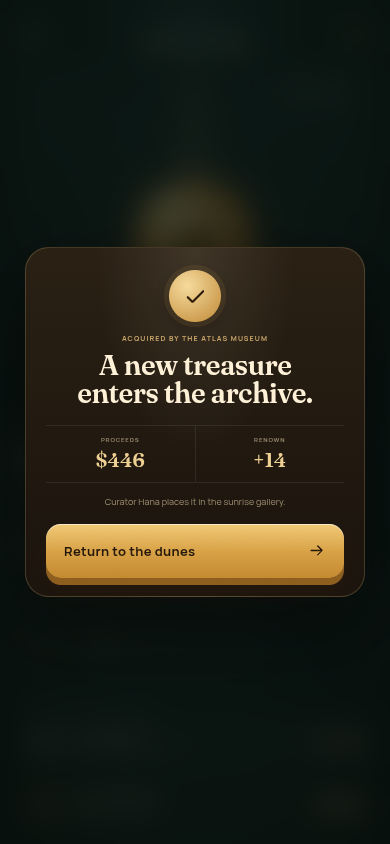 ACQUIRED BY THE ATLAS MUSEUM
A new treasure
enters the archive.
PROCEEDS
$446
RENOWN
+14
Curator Hana places it in the sunrise gallery.
Return to the dunes →